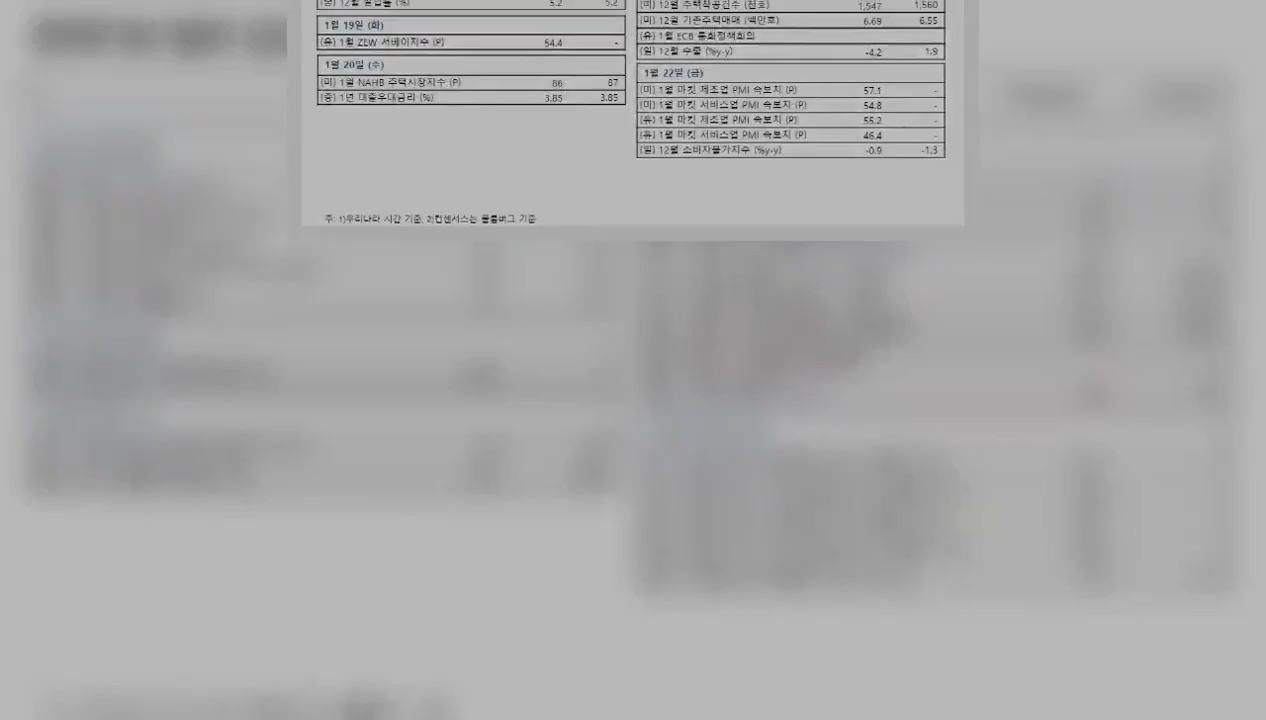 (중) 12월 실업률 (%) 5.2 5.2
1월 19일 (화)
(유) 1월 ZEW 서베이지수 (P) 54.4 -
1월 20일 (수)
(미) 1월 NAHB 주택시장지수 (P) 86 87
(중) 1년 대출우대금리 (%) 3.85 3.85
(미) 12월 주택착공건수 (천호) 1,547 1,560
(미) 12월 기존주택매매 (백만호) 6.69 6.55
(유) 1월 ECB 통화정책회의
(일) 12월 수출 (%y-y) -4.2 1.9
1월 22일 (금)
(미) 1월 마킷 제조업 PMI 속보치 (P) 57.1 -
(미) 1월 마킷 서비스업 PMI 속보치 (P) 54.8 -
(유) 1월 마킷 제조업 PMI 속보치 (P) 55.2 -
(유) 1월 마킷 서비스업 PMI 속보치 (P) 46.4 -
(일) 12월 소비자물가지수 (%y-y) -0.9 -1.3
주: 1)우리나라 시간 기준, 2)컨센서스는 블룸버그 기준